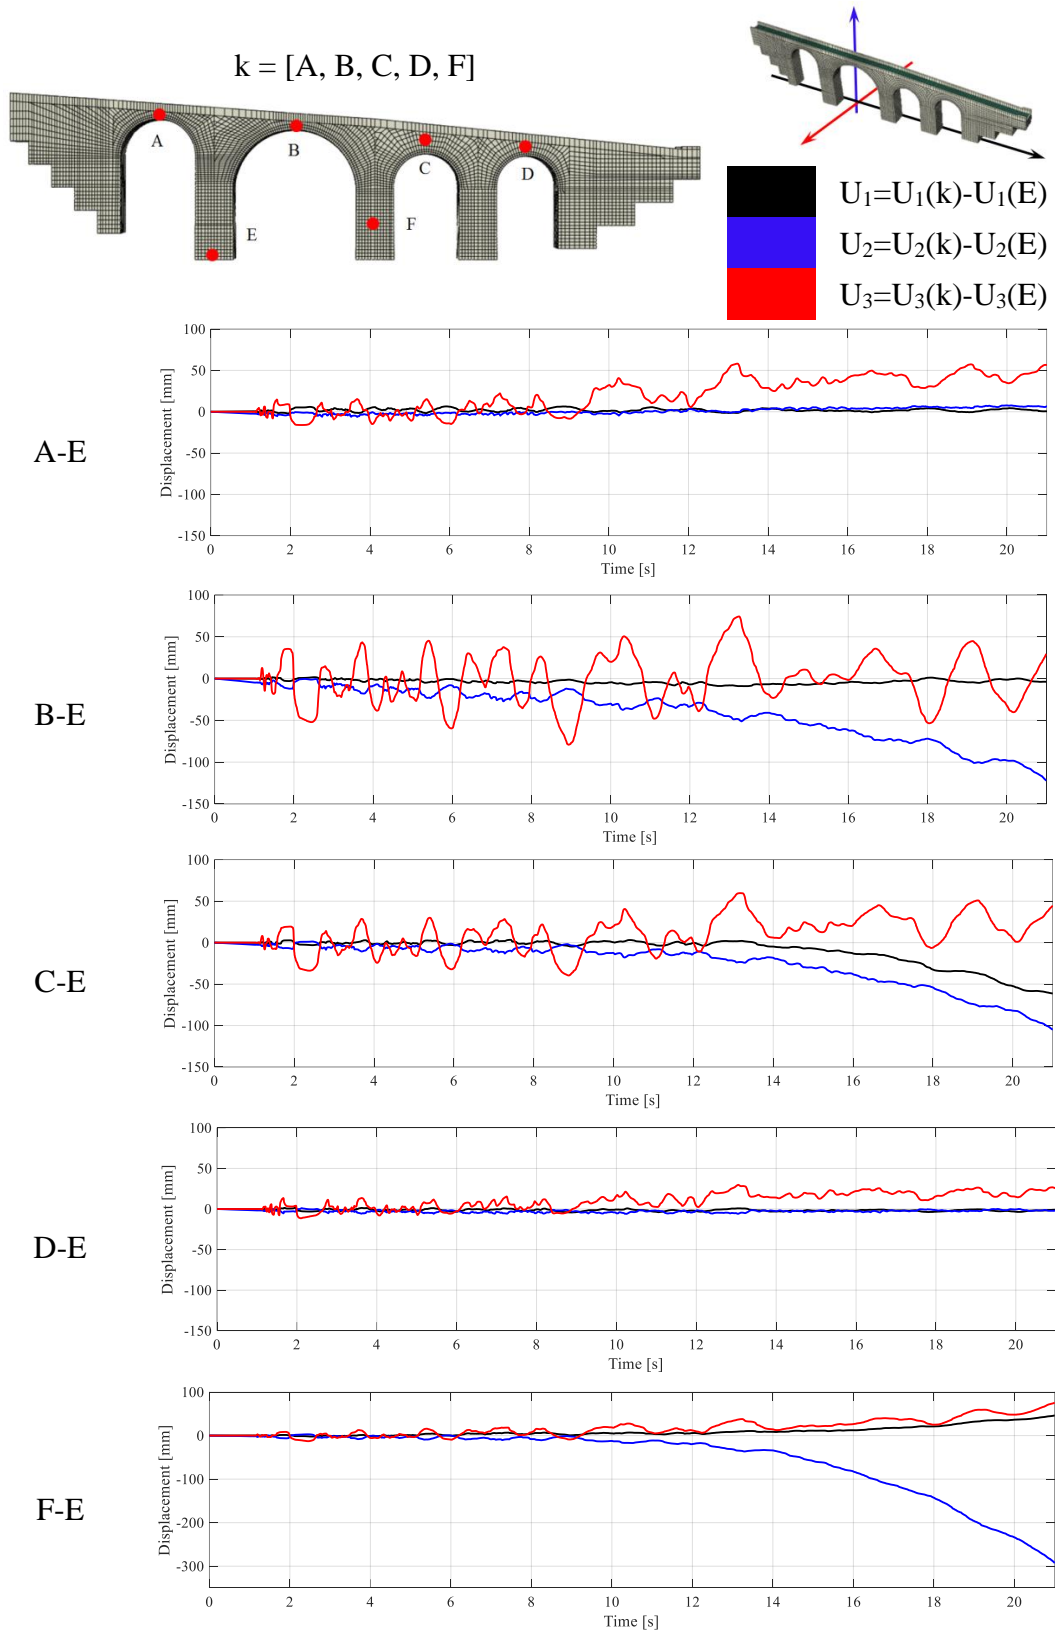 k = [A, B, C, D, F]
A
B
C
D
E
F
U₁=U₁(k)-U₁(E)
U₂=U₂(k)-U₂(E)
U₃=U₃(k)-U₃(E)
A-E
Displacement [mm]
100
50
0
-50
-100
-150
0 2 4 6 8 10 12 14 16 18 20
Time [s]
B-E
Displacement [mm]
100
50
0
-50
-100
-150
0 2 4 6 8 10 12 14 16 18 20
Time [s]
C-E
Displacement [mm]
100
50
0
-50
-100
-150
0 2 4 6 8 10 12 14 16 18 20
Time [s]
D-E
Displacement [mm]
100
50
0
-50
-100
-150
0 2 4 6 8 10 12 14 16 18 20
Time [s]
F-E
Displacement [mm]
100
0
-100
-200
-300
0 2 4 6 8 10 12 14 16 18 20
Time [s]